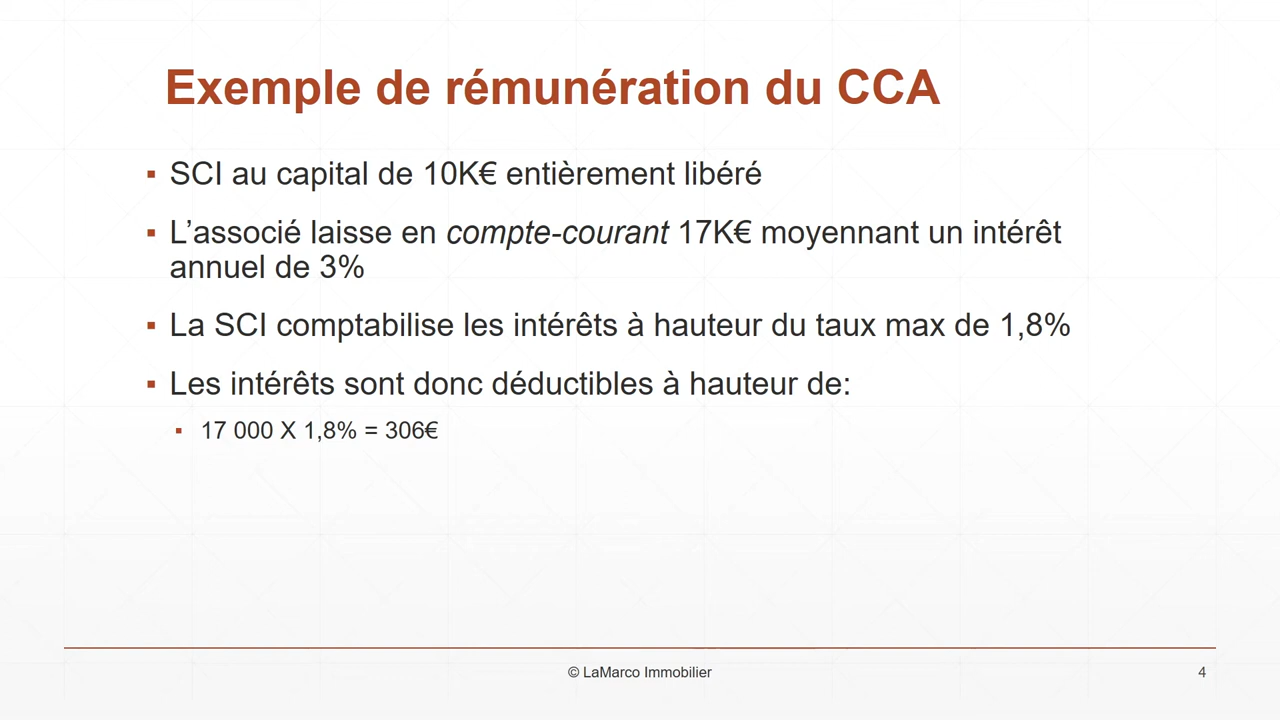 Exemple de rémunération du CCA
▪ SCI au capital de 10K€ entièrement libéré
▪ L’associé laisse en compte-courant 17K€ moyennant un intérêt
annuel de 3%
▪ La SCI comptabilise les intérêts à hauteur du taux max de 1,8%
▪ Les intérêts sont donc déductibles à hauteur de:
▪ 17 000 X 1,8% = 306€
© LaMarco Immobilier
4